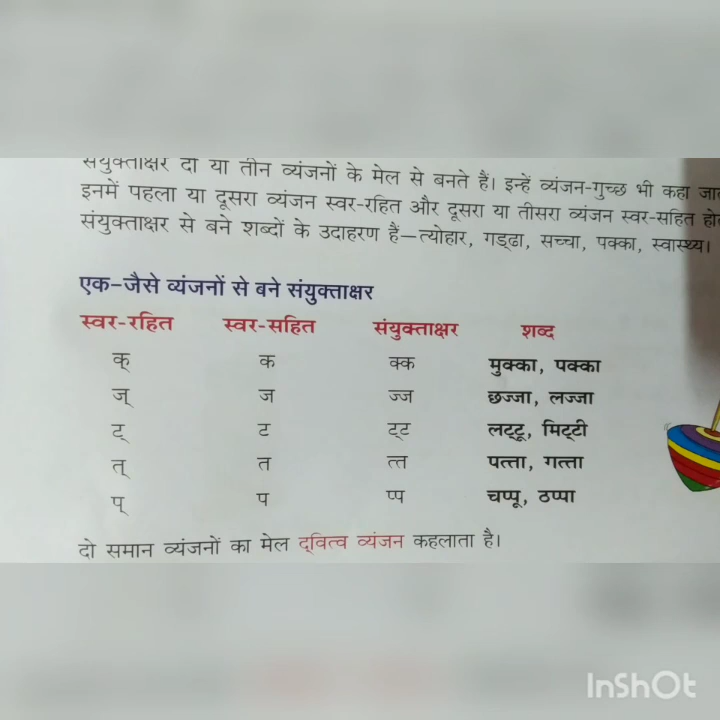 संयुक्ताक्षर दो या तीन व्यंजनों के मेल से बनते हैं। इन्हें व्यंजन-गुच्छ भी कहा
इनमें पहला या दूसरा व्यंजन स्वर-रहित और दूसरा या तीसरा व्यंजन स्वर-सहित
संयुक्ताक्षर से बने शब्दों के उदाहरण हैं—त्योहार, गड्ढा, सच्चा, पक्का, स्वास्थ्य।
एक-जैसे व्यंजनों से बने संयुक्ताक्षर
स्वर-रहित स्वर-सहित संयुक्ताक्षर शब्द
क् क क्क मुक्का, पक्का
ज् ज ज्ज छज्जा, लज्जा
ट् ट ट्ट लट्टू, मिट्टी
त् त त्त पत्ता, गत्ता
प् प प्प चप्पू, ठप्पा
दो समान व्यंजनों का मेल द्वित्व व्यंजन कहलाता है।
InShOt